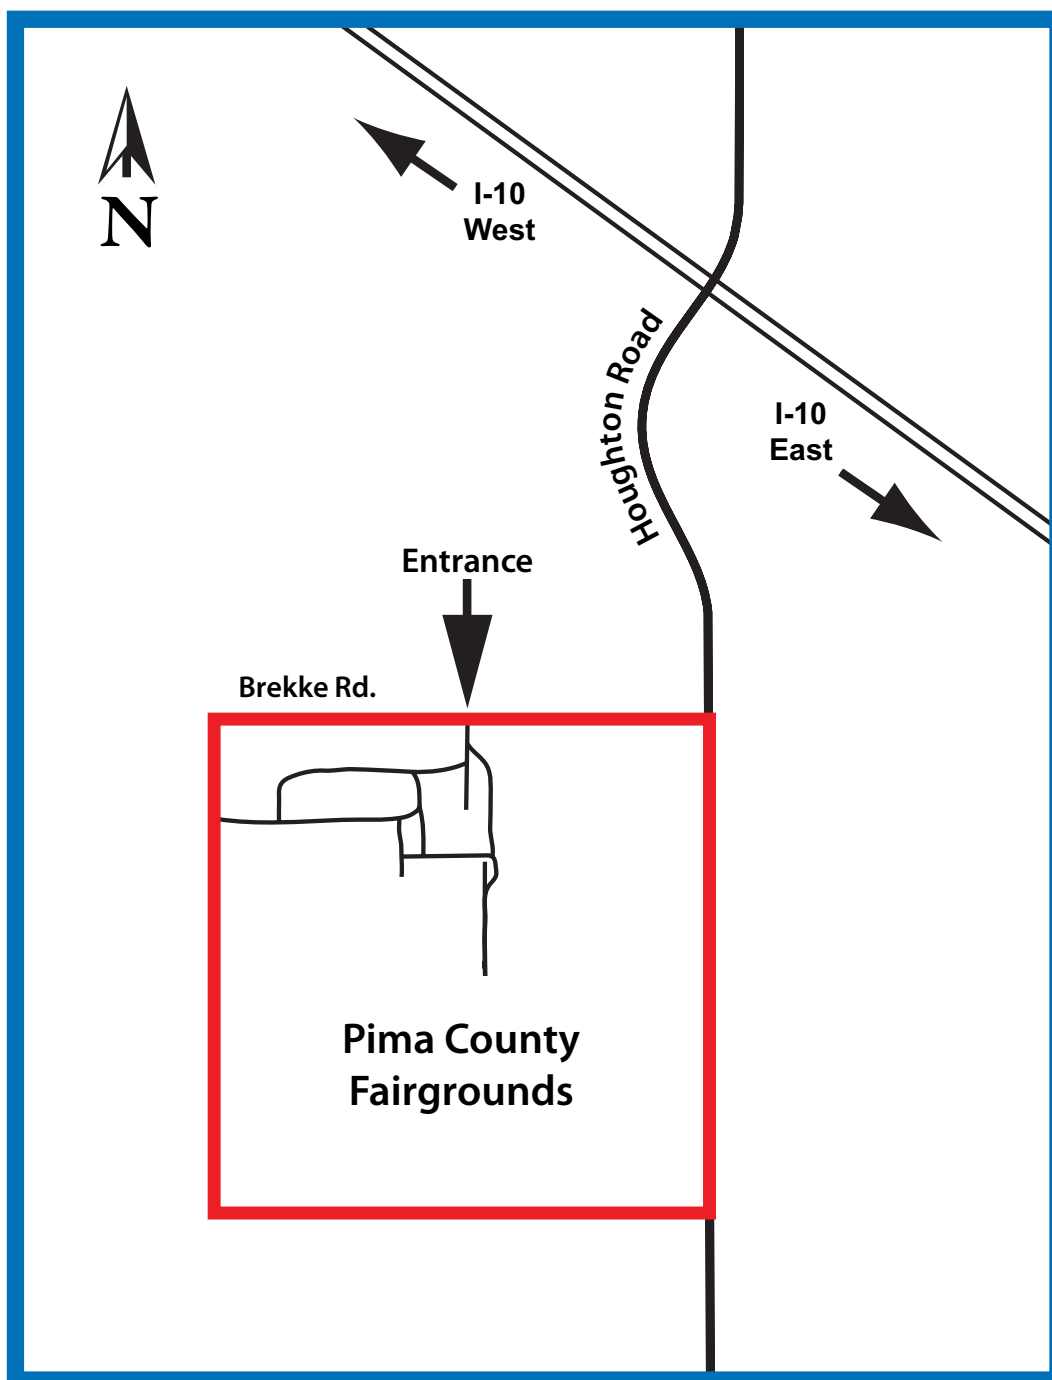 N
I-10
West
Houghton Road
I-10
East
Entrance
Brekke Rd.
Pima County
Fairgrounds